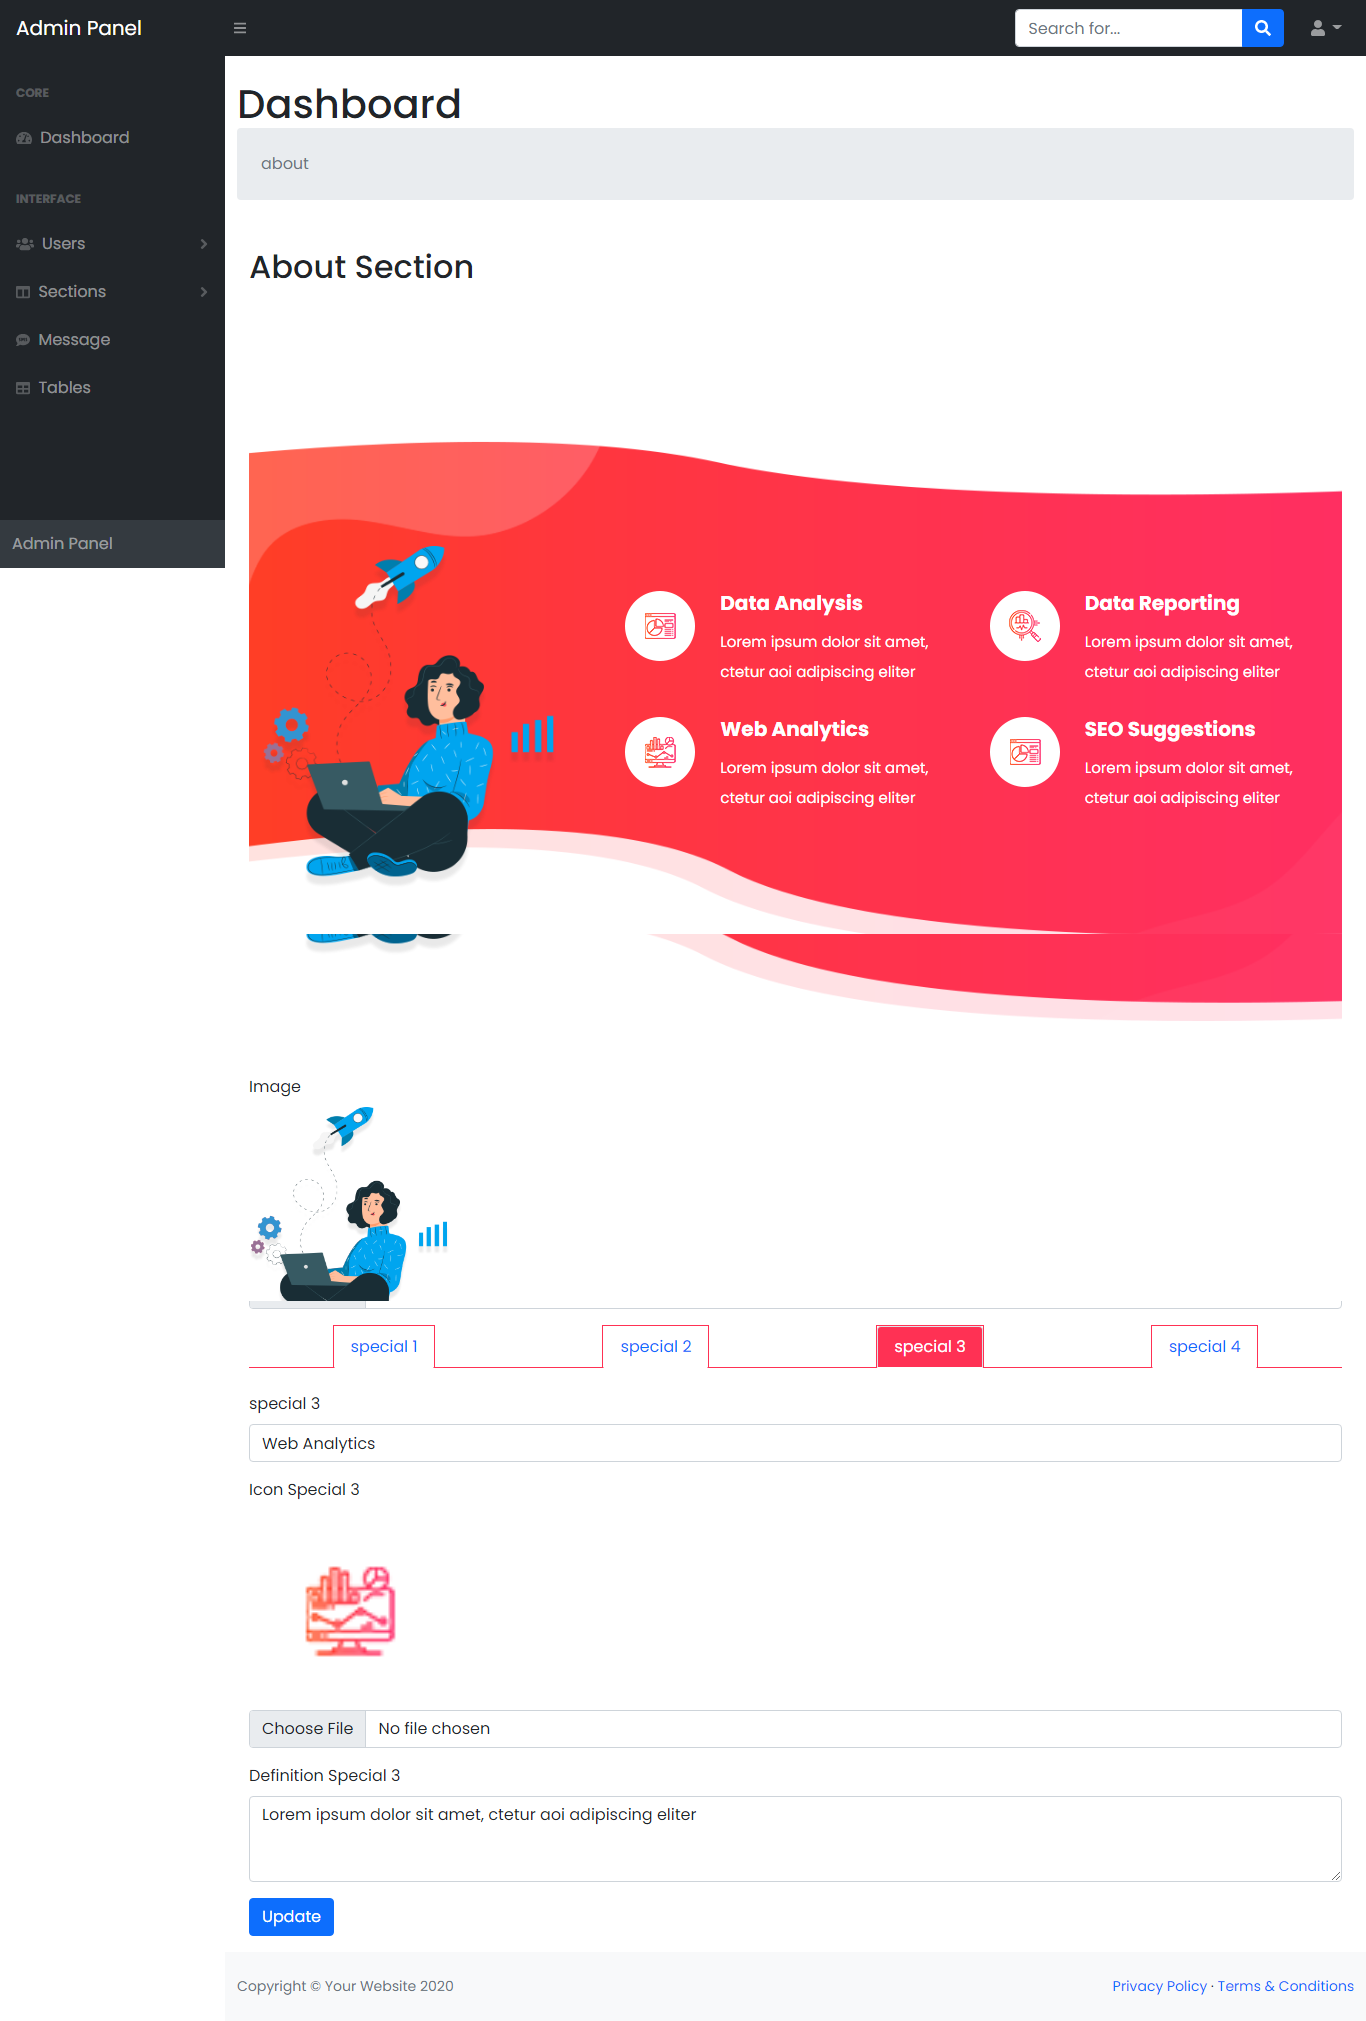 Admin Panel
Search for...
CORE
Dashboard
INTERFACE
Users
Sections
Message
Tables
Admin Panel
Dashboard
about
About Section
Data Analysis
Lorem ipsum dolor sit amet,
ctetur aoi adipiscing eliter
Data Reporting
Lorem ipsum dolor sit amet,
ctetur aoi adipiscing eliter
Web Analytics
Lorem ipsum dolor sit amet,
ctetur aoi adipiscing eliter
SEO Suggestions
Lorem ipsum dolor sit amet,
ctetur aoi adipiscing eliter
Image
special 1
special 2
special 3
special 4
special 3
Web Analytics
Icon Special 3
Choose File No file chosen
Definition Special 3
Lorem ipsum dolor sit amet, ctetur aoi adipiscing eliter
Update
Copyright © Your Website 2020
Privacy Policy · Terms & Conditions